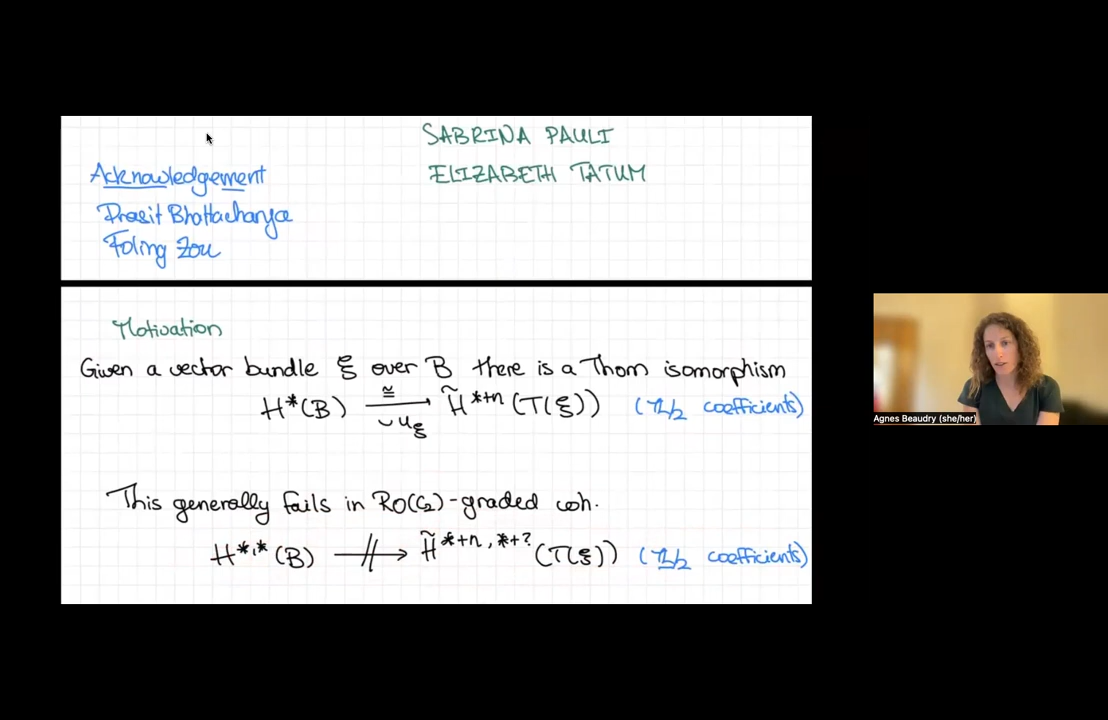 SABRINA PAULI
ELIZABETH TATUM
Acknowledgement
Prasit Bhattacharya
Foling Zou
Motivation
Given a vector bundle ξ over B there is a Thom isomorphism
H*(B) ≅→ ∪u_ξ H̃^{*+n}(T(ξ)) (ℤ/2 coefficients)
This generally fails in RO(C₂)-graded coh.
H^{*,*}(B) –//→ H̃^{*+n,*+?}(T(ξ)) (ℤ/2 coefficients)
Agnes Beaudry (she/her)